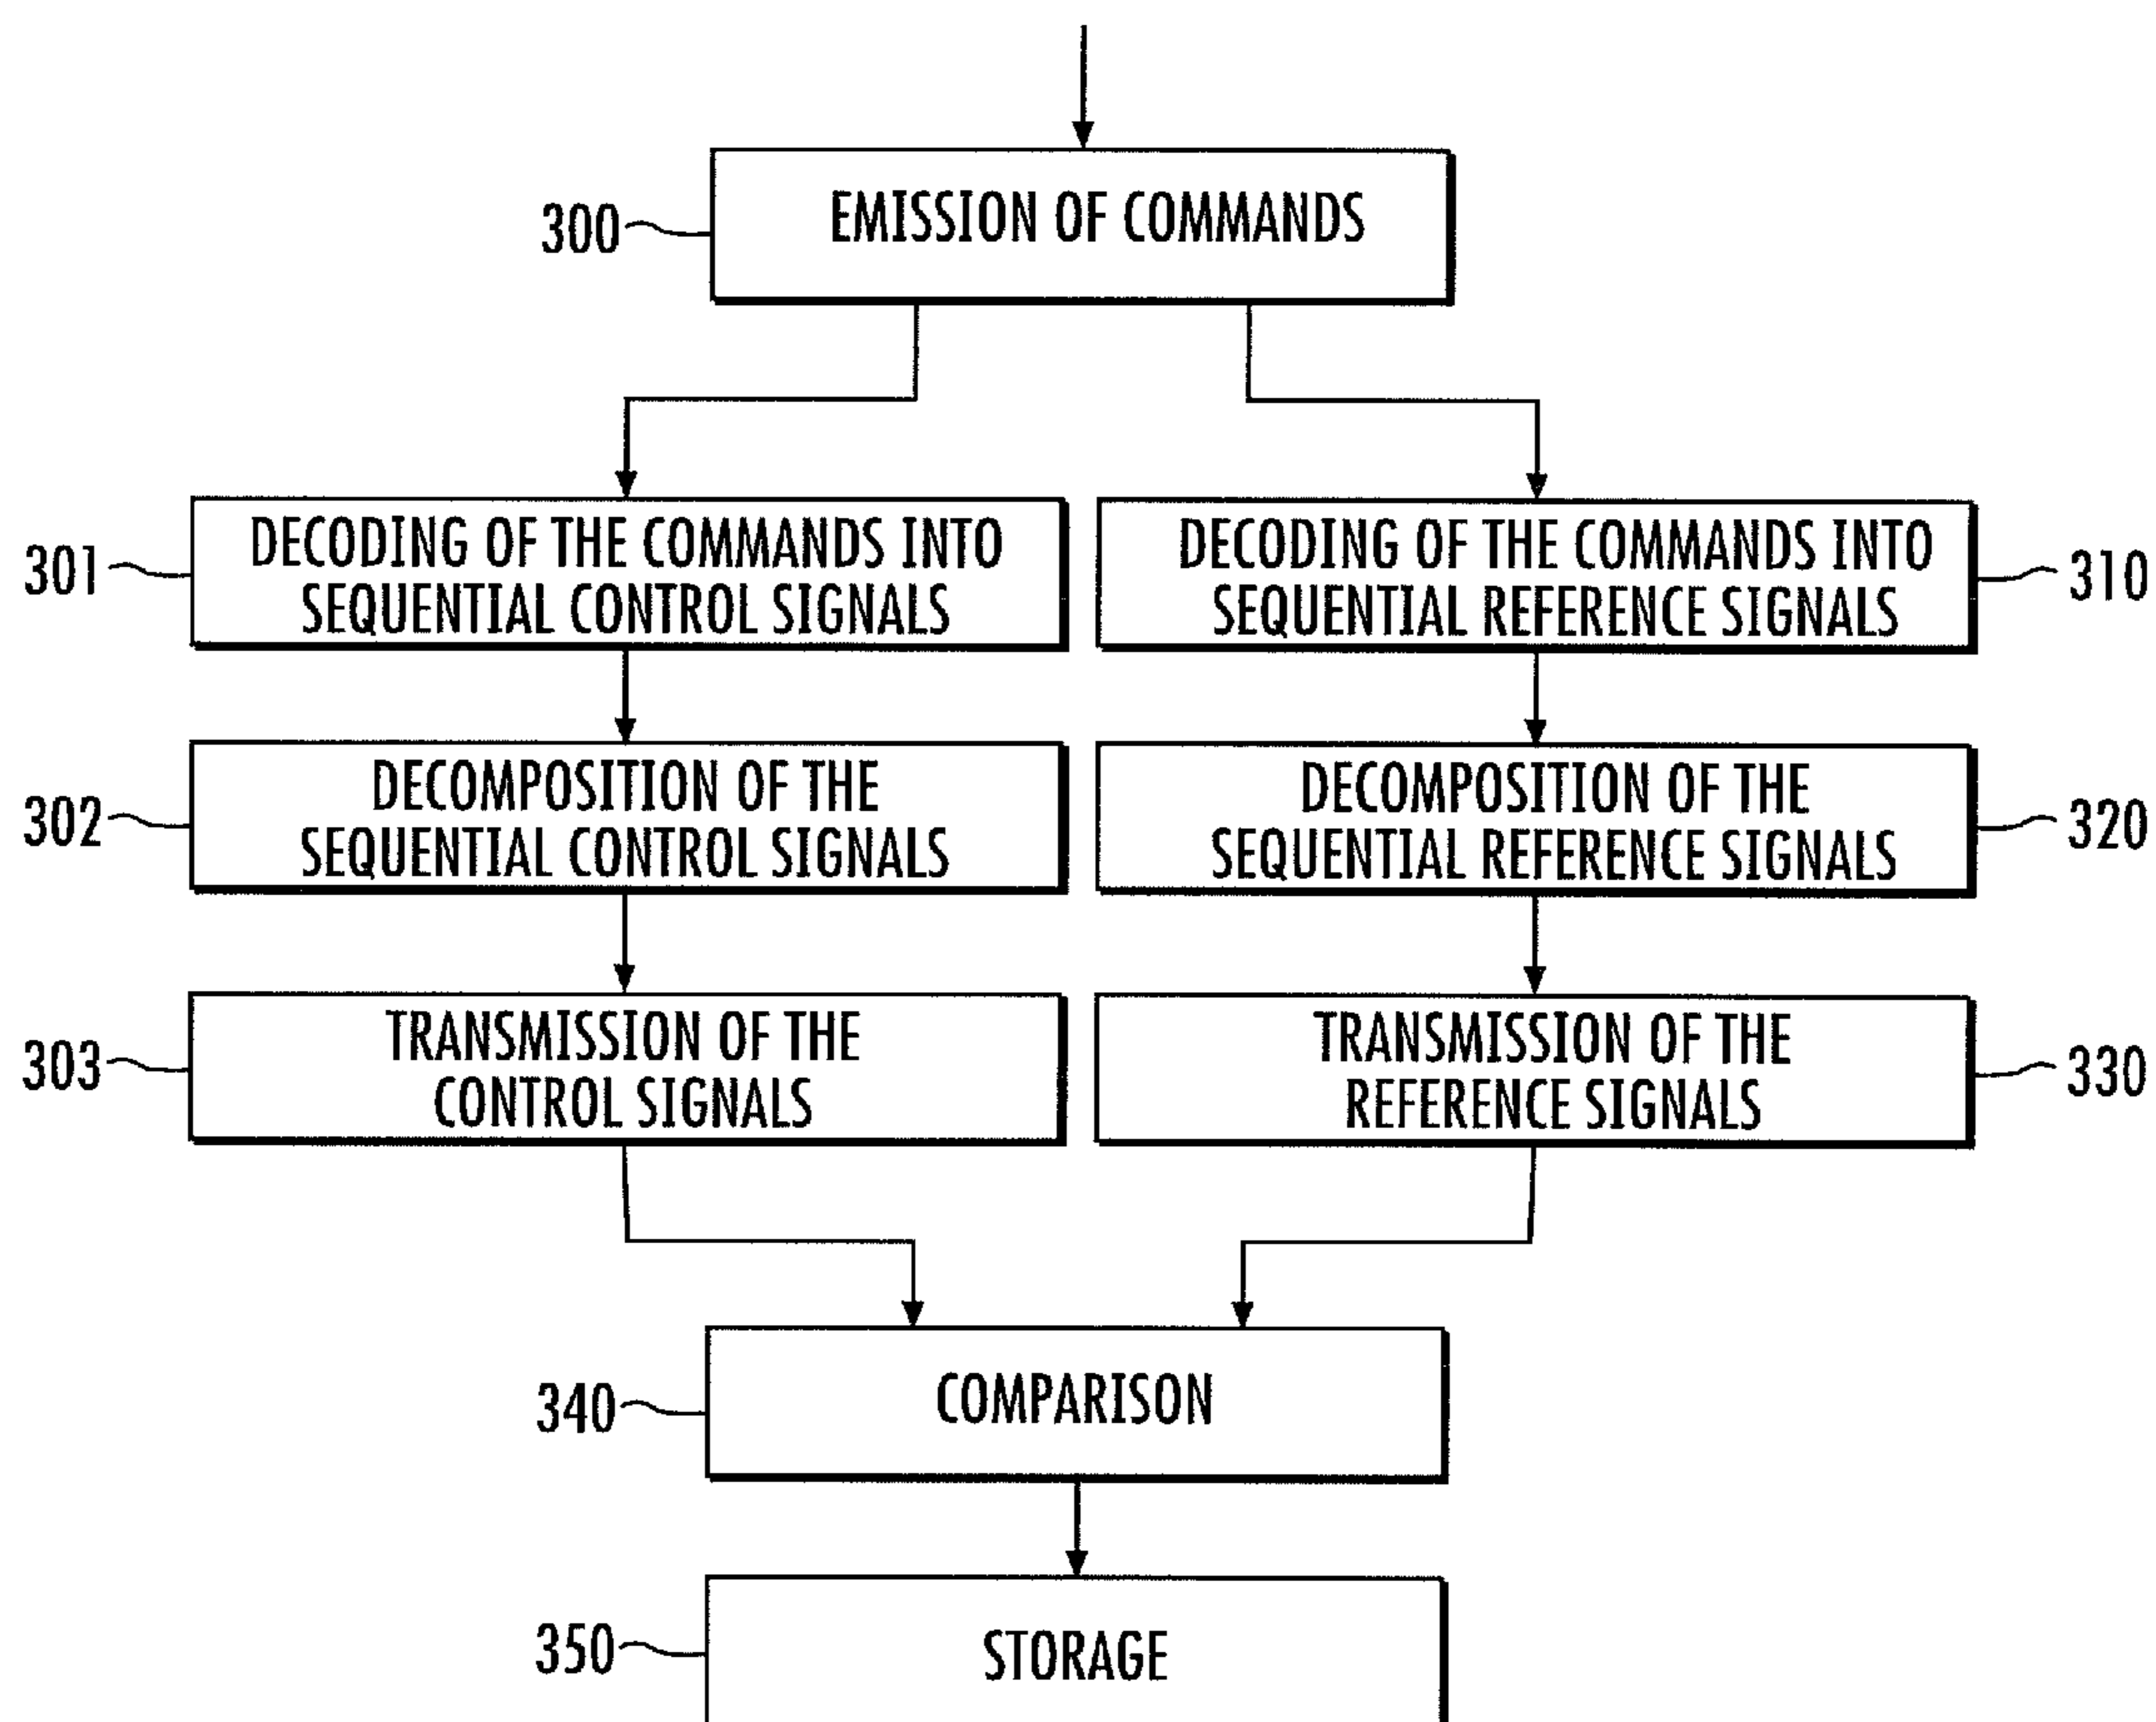 300
EMISSION OF COMMANDS
301
DECODING OF THE COMMANDS INTO
SEQUENTIAL CONTROL SIGNALS
DECODING OF THE COMMANDS INTO
SEQUENTIAL REFERENCE SIGNALS
310
302
DECOMPOSITION OF THE
SEQUENTIAL CONTROL SIGNALS
DECOMPOSITION OF THE
SEQUENTIAL REFERENCE SIGNALS
320
303
TRANSMISSION OF THE
CONTROL SIGNALS
TRANSMISSION OF THE
REFERENCE SIGNALS
330
340
COMPARISON
350
STORAGE